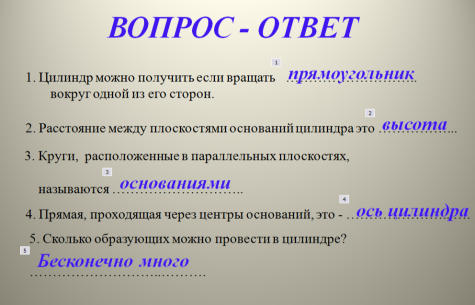 ВОПРОС - ОТВЕТ
1
1. Цилиндр можно получить если вращать прямоугольник
вокруг одной из его сторон.
2
2. Расстояние между плоскостями оснований цилиндра это высота
3. Круги, расположенные в параллельных плоскостях,
3
называются основаниями
4
4. Прямая, проходящая через центры оснований, это - ось цилиндра
5. Сколько образующих можно провести в цилиндре?
5
Бесконечно много